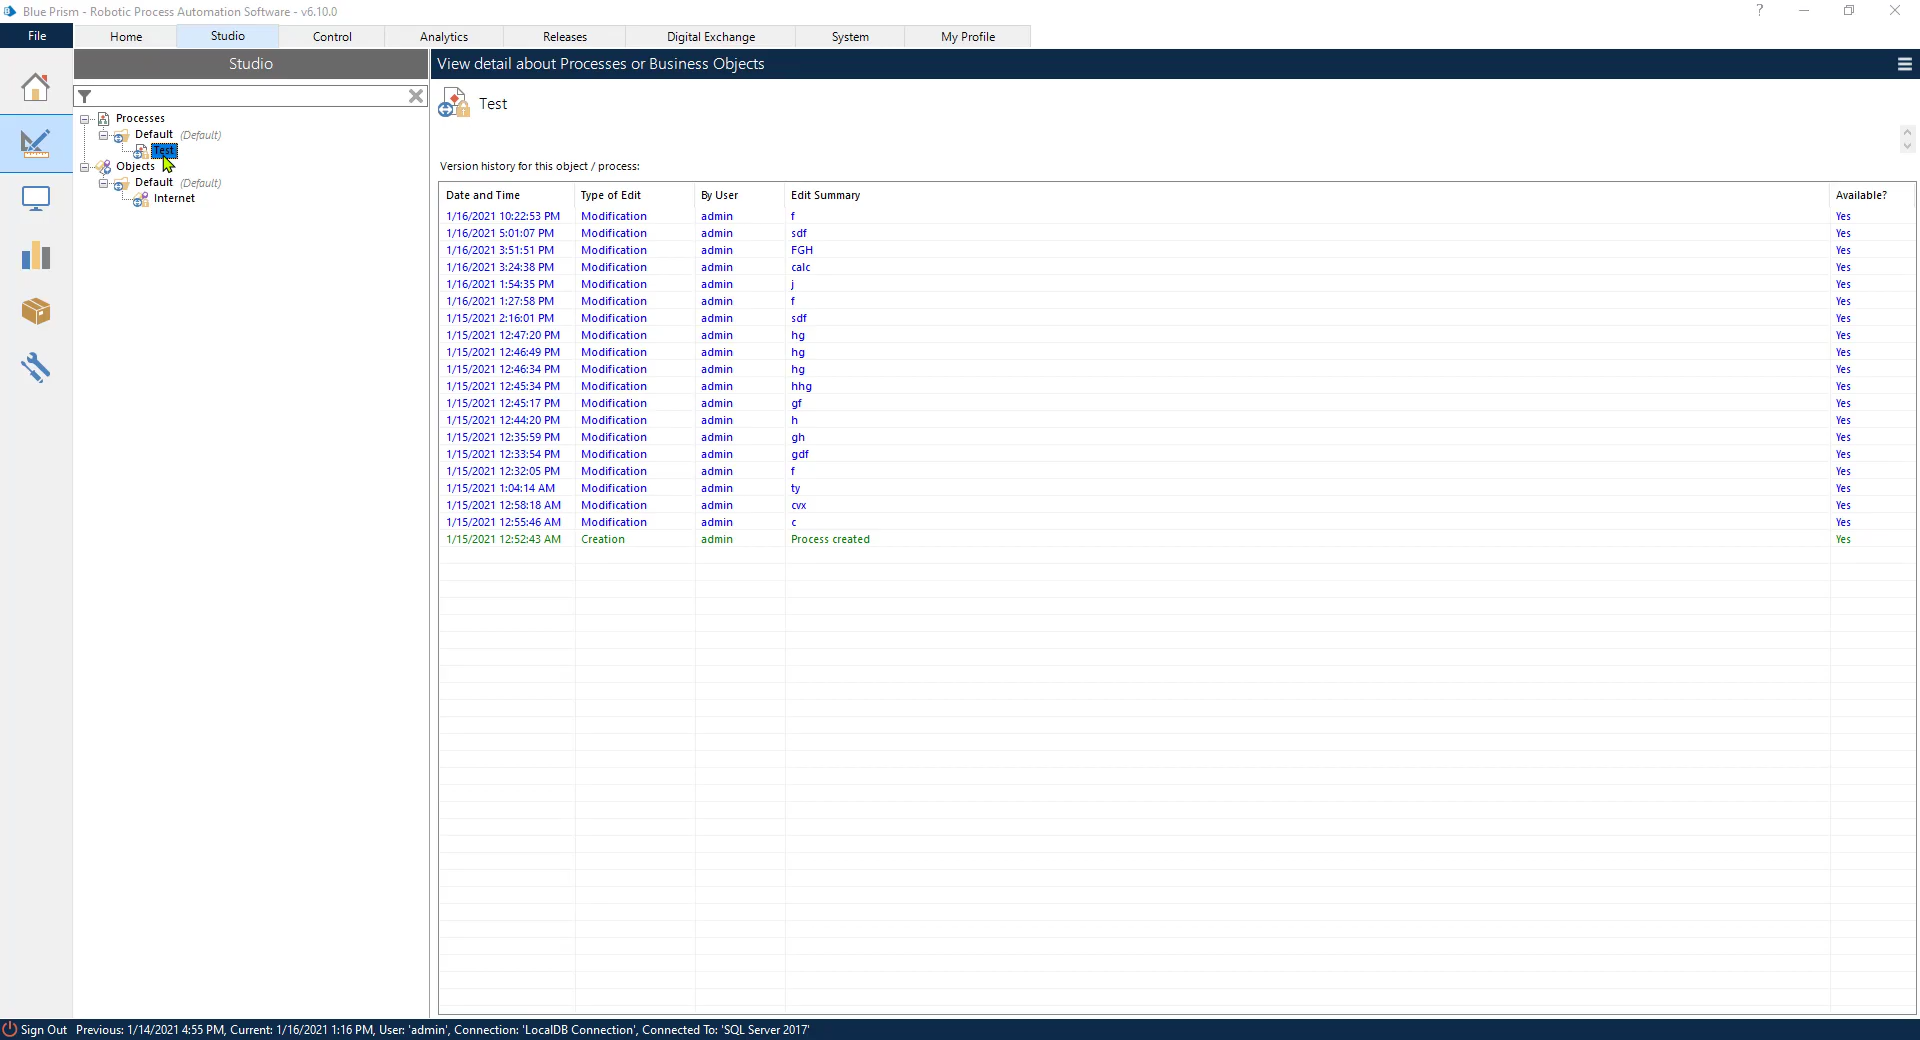 Blue Prism - Robotic Process Automation Software - v6.10.0 ?
File Home Studio Control Analytics Releases Digital Exchange System My Profile
Studio View detail about Processes or Business Objects
Test
Processes
Default (Default)
Test
Objects
Default (Default)
Internet
Version history for this object / process:
Date and Time Type of Edit By User Edit Summary Available?
1/16/2021 10:22:53 PM Modification admin f Yes
1/16/2021 5:01:07 PM Modification admin sdf Yes
1/16/2021 3:51:51 PM Modification admin FGH Yes
1/16/2021 3:24:38 PM Modification admin calc Yes
1/16/2021 1:54:35 PM Modification admin j Yes
1/16/2021 1:27:58 PM Modification admin f Yes
1/15/2021 2:16:01 PM Modification admin sdf Yes
1/15/2021 12:47:20 PM Modification admin hg Yes
1/15/2021 12:46:49 PM Modification admin hg Yes
1/15/2021 12:46:34 PM Modification admin hg Yes
1/15/2021 12:45:34 PM Modification admin hhg Yes
1/15/2021 12:45:17 PM Modification admin gf Yes
1/15/2021 12:44:20 PM Modification admin h Yes
1/15/2021 12:35:59 PM Modification admin gh Yes
1/15/2021 12:33:54 PM Modification admin gdf Yes
1/15/2021 12:32:05 PM Modification admin f Yes
1/15/2021 1:04:14 AM Modification admin ty Yes
1/15/2021 12:58:18 AM Modification admin cvx Yes
1/15/2021 12:55:46 AM Modification admin c Yes
1/15/2021 12:52:43 AM Creation admin Process created Yes
Sign Out Previous: 1/14/2021 4:55 PM, Current: 1/16/2021 1:16 PM, User: 'admin', Connection: 'LocalDB Connection', Connected To: 'SQL Server 2017'